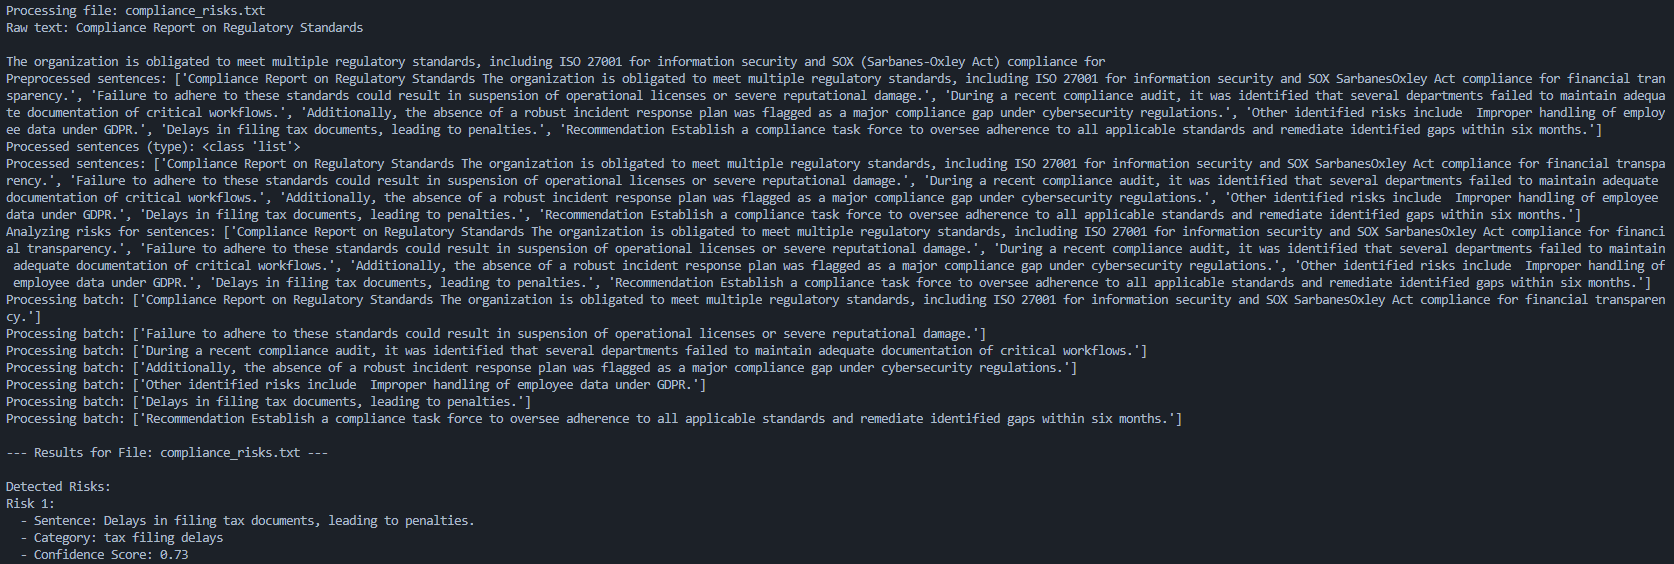 Processing file: compliance_risks.txt
Raw text: Compliance Report on Regulatory Standards
The organization is obligated to meet multiple regulatory standards, including ISO 27001 for information security and SOX (Sarbanes-Oxley Act) compliance for
Preprocessed sentences: ['Compliance Report on Regulatory Standards The organization is obligated to meet multiple regulatory standards, including ISO 27001 for information security and SOX SarbanesOxley Act compliance for financial tran
sparency.', 'Failure to adhere to these standards could result in suspension of operational licenses or severe reputational damage.', 'During a recent compliance audit, it was identified that several departments failed to maintain adequa
te documentation of critical workflows.', 'Additionally, the absence of a robust incident response plan was flagged as a major compliance gap under cybersecurity regulations.', 'Other identified risks include  Improper handling of employ
ee data under GDPR.', 'Delays in filing tax documents, leading to penalties.', 'Recommendation Establish a compliance task force to oversee adherence to all applicable standards and remediate identified gaps within six months.']
Processed sentences (type): <class 'list'>
Processed sentences: ['Compliance Report on Regulatory Standards The organization is obligated to meet multiple regulatory standards, including ISO 27001 for information security and SOX SarbanesOxley Act compliance for financial transpa
rency.', 'Failure to adhere to these standards could result in suspension of operational licenses or severe reputational damage.', 'During a recent compliance audit, it was identified that several departments failed to maintain adequate
documentation of critical workflows.', 'Additionally, the absence of a robust incident response plan was flagged as a major compliance gap under cybersecurity regulations.', 'Other identified risks include  Improper handling of employee
data under GDPR.', 'Delays in filing tax documents, leading to penalties.', 'Recommendation Establish a compliance task force to oversee adherence to all applicable standards and remediate identified gaps within six months.']
Analyzing risks for sentences: ['Compliance Report on Regulatory Standards The organization is obligated to meet multiple regulatory standards, including ISO 27001 for information security and SOX SarbanesOxley Act compliance for financi
al transparency.', 'Failure to adhere to these standards could result in suspension of operational licenses or severe reputational damage.', 'During a recent compliance audit, it was identified that several departments failed to maintain
adequate documentation of critical workflows.', 'Additionally, the absence of a robust incident response plan was flagged as a major compliance gap under cybersecurity regulations.', 'Other identified risks include  Improper handling of
employee data under GDPR.', 'Delays in filing tax documents, leading to penalties.', 'Recommendation Establish a compliance task force to oversee adherence to all applicable standards and remediate identified gaps within six months.']
Processing batch: ['Compliance Report on Regulatory Standards The organization is obligated to meet multiple regulatory standards, including ISO 27001 for information security and SOX SarbanesOxley Act compliance for financial transparen
cy.']
Processing batch: ['Failure to adhere to these standards could result in suspension of operational licenses or severe reputational damage.']
Processing batch: ['During a recent compliance audit, it was identified that several departments failed to maintain adequate documentation of critical workflows.']
Processing batch: ['Additionally, the absence of a robust incident response plan was flagged as a major compliance gap under cybersecurity regulations.']
Processing batch: ['Other identified risks include  Improper handling of employee data under GDPR.']
Processing batch: ['Delays in filing tax documents, leading to penalties.']
Processing batch: ['Recommendation Establish a compliance task force to oversee adherence to all applicable standards and remediate identified gaps within six months.']
--- Results for File: compliance_risks.txt ---
Detected Risks:
Risk 1:
- Sentence: Delays in filing tax documents, leading to penalties.
- Category: tax filing delays
- Confidence Score: 0.73